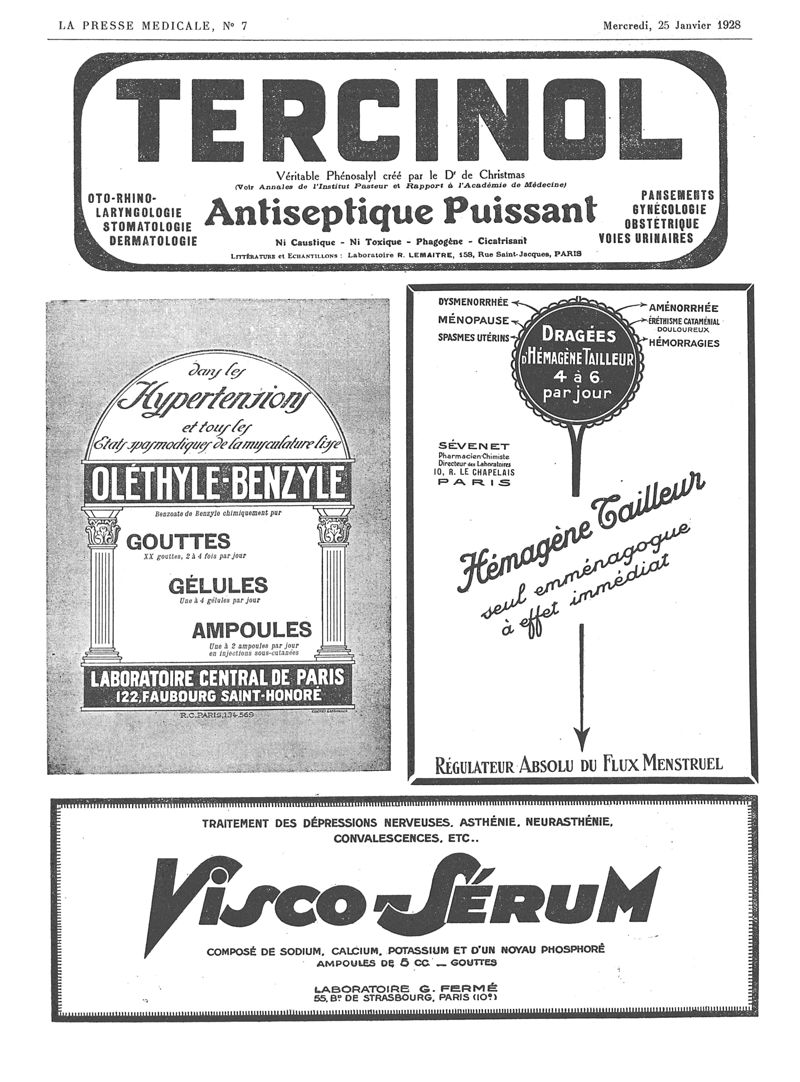 LA PRESSE MEDICALE, N° 7
Mercredi, 25 Janvier 1928
TERCINOL
Véritable Phénosalyl créé par le Dr de Christmas
(Voir Annales de l'Institut Pasteur et Rapport à l'Académie de Médecine)
OTO-RHINO-
LARYNGOLOGIE
STOMATOLOGIE
DERMATOLOGIE
Antiseptique Puissant
PANSEMENTS
GYNÉCOLOGIE
OBSTÉTRIQUE
VOIES URINAIRES
Ni Caustique - Ni Toxique - Phagogène - Cicatrisant
LITTÉRATURE et ECHANTILLONS : Laboratoire R. LEMAITRE, 158, Rue Saint-Jacques, PARIS
dans les
Hypertensions
et tous les
Etats spasmodiques de la musculature lisse
OLÉTHYLE-BENZYLE
Benzoate de Benzyle chimiquement pur
GOUTTES
XX gouttes, 2 à 4 fois par jour
GÉLULES
Une à 4 gélules par jour
AMPOULES
Une à 2 ampoules par jour
en injections sous-cutanées
LABORATOIRE CENTRAL DE PARIS
122, FAUBOURG SAINT-HONORÉ
R.C. PARIS, 134.569
DYSMENORRHÉE
MÉNOPAUSE
SPASMES UTÉRINS
DRAGÉES
D'HÉMAGÈNE TAILLEUR
4 à 6
par jour
AMÉNORRHÉE
ÉRÉTHISME CATAMÉNIAL
DOULOUREUX
HÉMORRAGIES
SÉVENET
Pharmacien-Chimiste
Directeur des Laboratoires
10, R. LE CHAPELAIS
PARIS
Hémagène Tailleur
seul emménagogue
à effet immédiat
RÉGULATEUR ABSOLU DU FLUX MENSTRUEL
TRAITEMENT DES DÉPRESSIONS NERVEUSES, ASTHÉNIE, NEURASTHÉNIE,
CONVALESCENCES, ETC..
VISCO-SÉRUM
COMPOSÉ DE SODIUM, CALCIUM, POTASSIUM ET D'UN NOYAU PHOSPHORÉ
AMPOULES DE 5 CC. — GOUTTES
LABORATOIRE G. FERMÉ
55, Bd DE STRASBOURG, PARIS (10e)